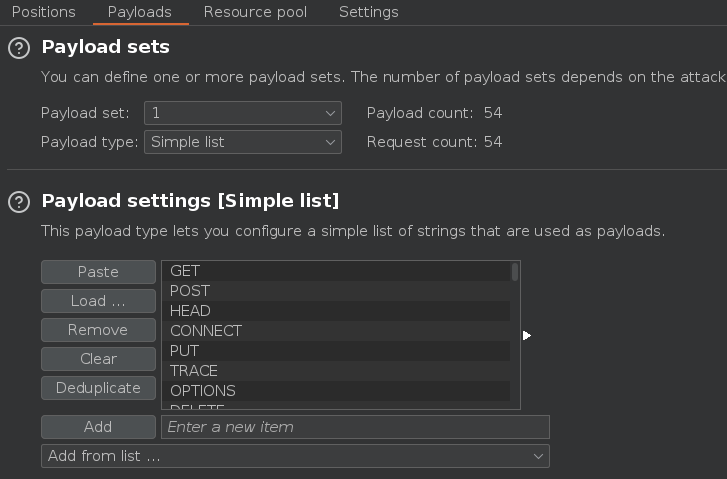 Positions Payloads Resource pool Settings
? Payload sets
You can define one or more payload sets. The number of payload sets depends on the attack
Payload set: 1 Payload count: 54
Payload type: Simple list Request count: 54
? Payload settings [Simple list]
This payload type lets you configure a simple list of strings that are used as payloads.
Paste
Load ...
Remove
Clear
Deduplicate
GET
POST
HEAD
CONNECT
PUT
TRACE
OPTIONS
DELETE
Add Enter a new item
Add from list ...